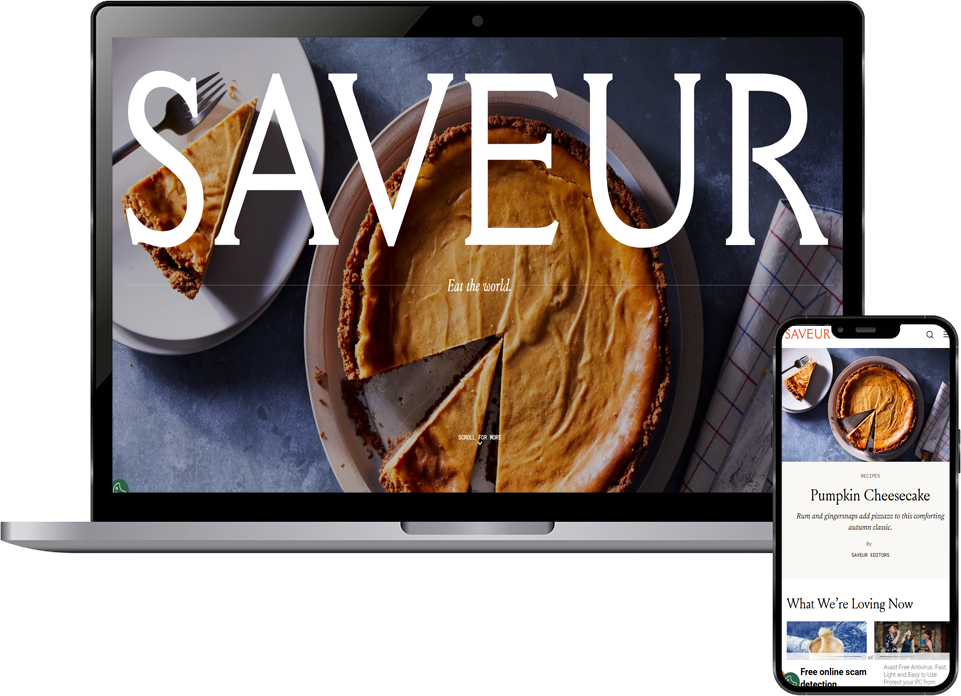 SAVEUR
Eat the world.
SCROLL FOR MORE
SAVEUR
RECIPES
Pumpkin Cheesecake
Rum and gingersnaps add pizzazz to this comforting
autumn classic.
By
SAVEUR EDITORS
What We're Loving Now
ad
Free online scam
detection
Avast Free Antivirus. Fast,
Light and Easy to Use.
Protect your PC from